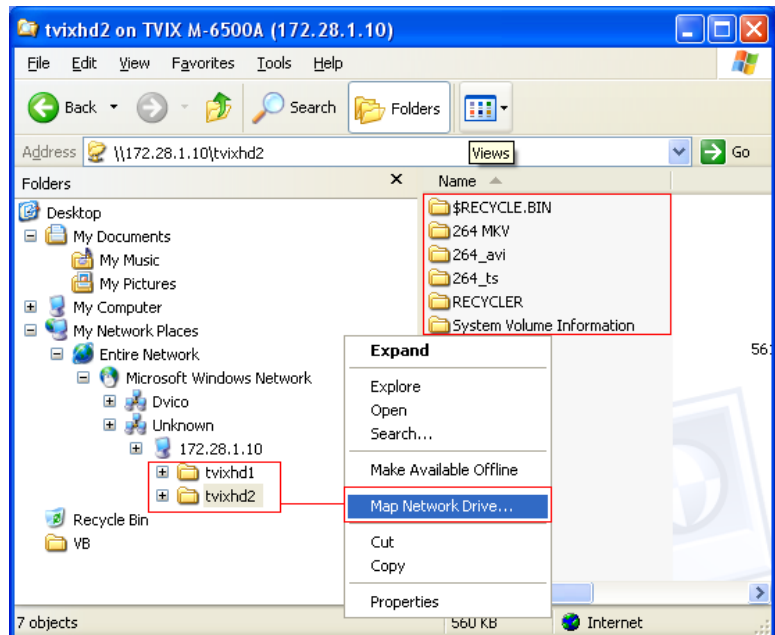 tvixhd2 on TVIX M-6500A (172.28.1.10)
File Edit View Favorites Tools Help
Back Search Folders
Address \\172.28.1.10\tvixhd2 Go
Views
Folders
Name
Desktop
My Documents
My Music
My Pictures
My Computer
My Network Places
Entire Network
Microsoft Windows Network
Dvico
Unknown
172.28.1.10
tvixhd1
tvixhd2
Recycle Bin
VB
$RECYCLE.BIN
264 MKV
264_avi
264_ts
RECYCLER
System Volume Information
561
Expand
Explore
Open
Search...
Make Available Offline
Map Network Drive...
Cut
Copy
Properties
7 objects
560 KB
Internet